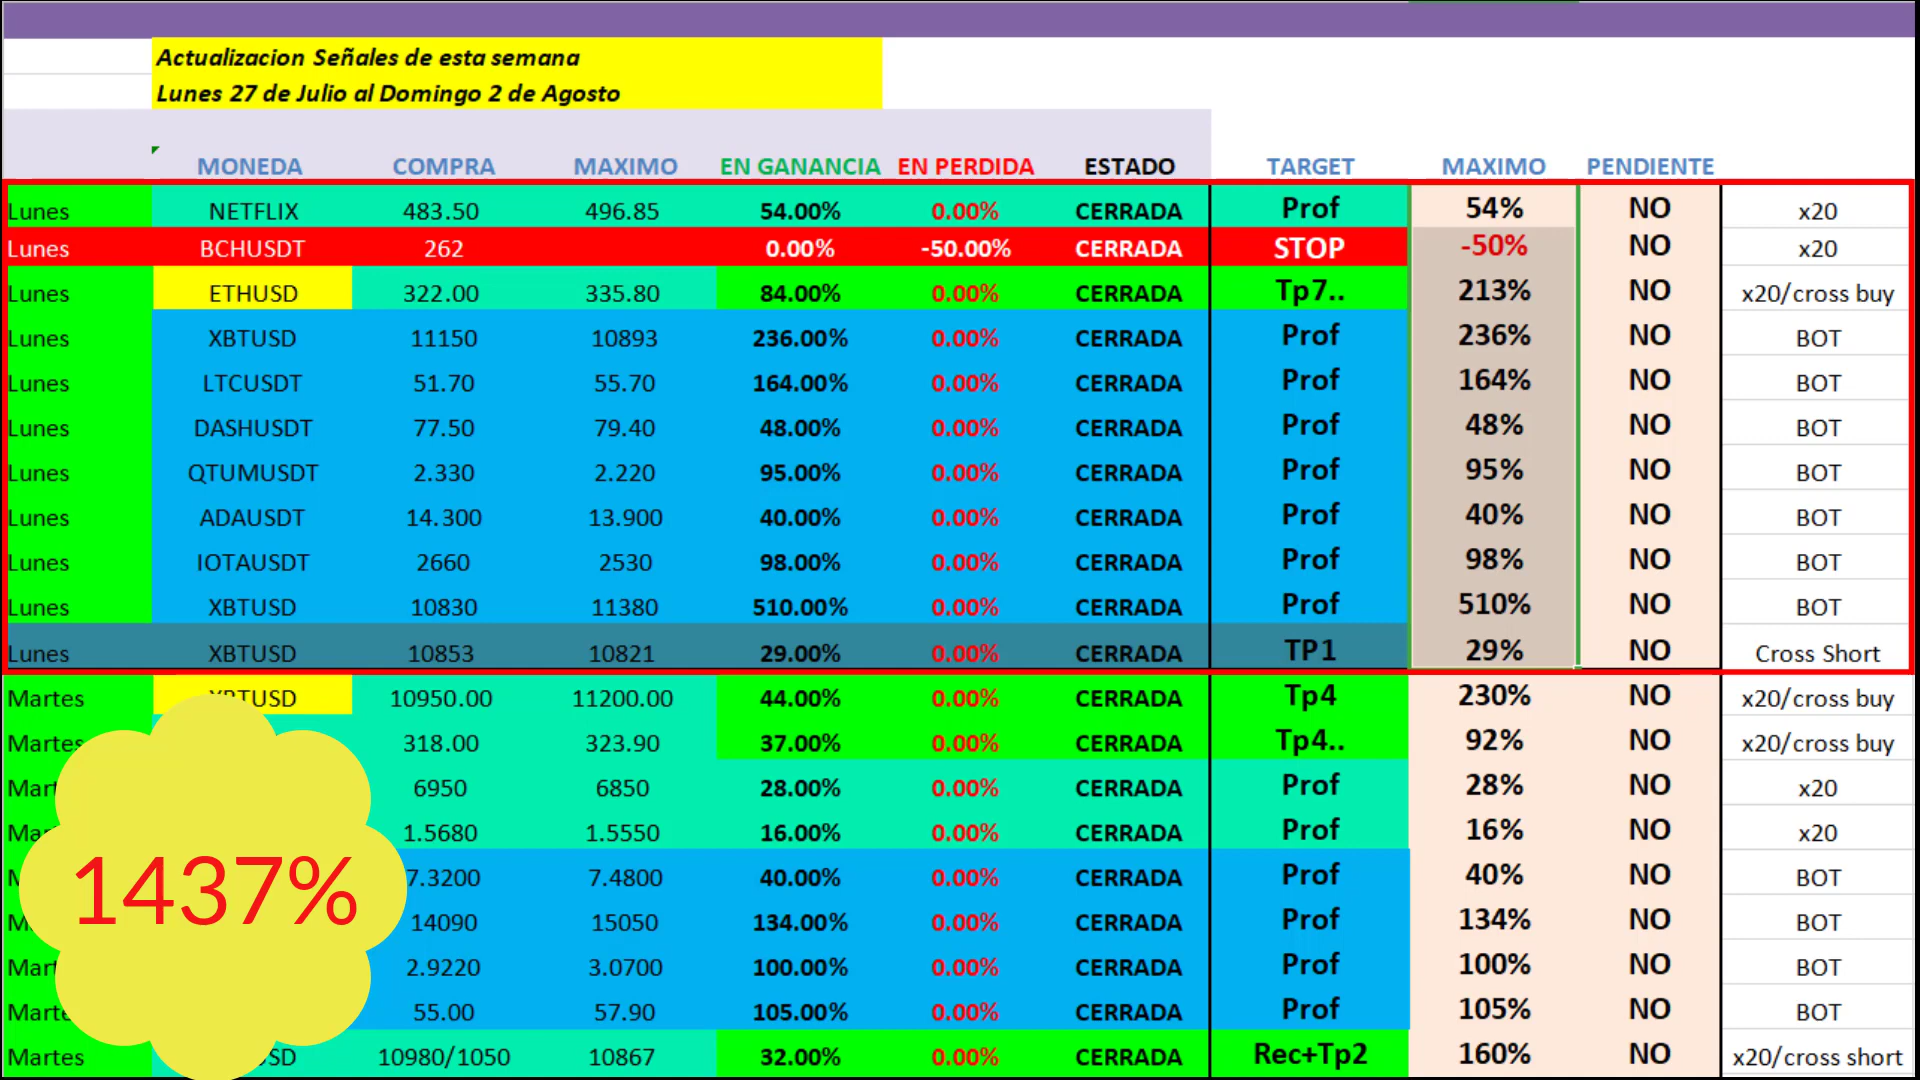 Actualizacion Señales de esta semana
Lunes 27 de Julio al Domingo 2 de Agosto
MONEDA COMPRA MAXIMO EN GANANCIA EN PERDIDA ESTADO TARGET MAXIMO PENDIENTE
Lunes NETFLIX 483.50 496.85 54.00% 0.00% CERRADA Prof 54% NO x20
Lunes BCHUSDT 262 0.00% -50.00% CERRADA STOP -50% NO x20
Lunes ETHUSD 322.00 335.80 84.00% 0.00% CERRADA Tp7.. 213% NO x20/cross buy
Lunes XBTUSD 11150 10893 236.00% 0.00% CERRADA Prof 236% NO BOT
Lunes LTCUSDT 51.70 55.70 164.00% 0.00% CERRADA Prof 164% NO BOT
Lunes DASHUSDT 77.50 79.40 48.00% 0.00% CERRADA Prof 48% NO BOT
Lunes QTUMUSDT 2.330 2.220 95.00% 0.00% CERRADA Prof 95% NO BOT
Lunes ADAUSDT 14.300 13.900 40.00% 0.00% CERRADA Prof 40% NO BOT
Lunes IOTAUSDT 2660 2530 98.00% 0.00% CERRADA Prof 98% NO BOT
Lunes XBTUSD 10830 11380 510.00% 0.00% CERRADA Prof 510% NO BOT
Lunes XBTUSD 10853 10821 29.00% 0.00% CERRADA TP1 29% NO Cross Short
Martes XBTUSD 10950.00 11200.00 44.00% 0.00% CERRADA Tp4 230% NO x20/cross buy
Martes 318.00 323.90 37.00% 0.00% CERRADA Tp4.. 92% NO x20/cross buy
6950 6850 28.00% 0.00% CERRADA Prof 28% NO x20
1.5680 1.5550 16.00% 0.00% CERRADA Prof 16% NO x20
7.3200 7.4800 40.00% 0.00% CERRADA Prof 40% NO BOT
1437%
14090 15050 134.00% 0.00% CERRADA Prof 134% NO BOT
2.9220 3.0700 100.00% 0.00% CERRADA Prof 100% NO BOT
55.00 57.90 105.00% 0.00% CERRADA Prof 105% NO BOT
Martes 10980/1050 10867 32.00% 0.00% CERRADA Rec+Tp2 160% NO x20/cross short